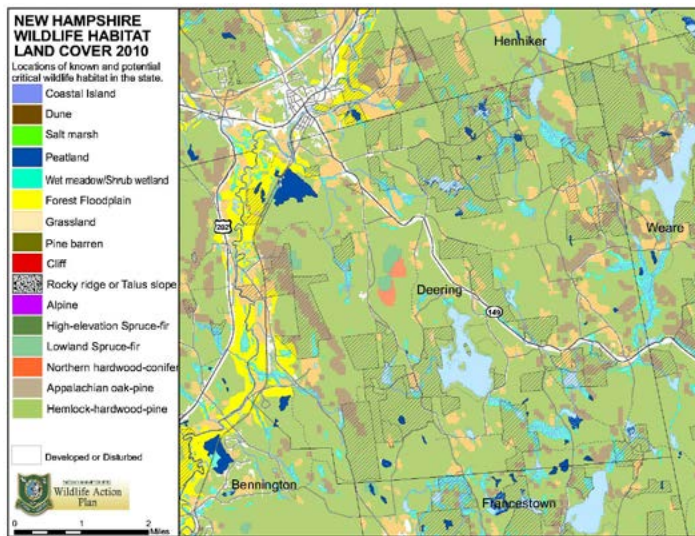 NEW HAMPSHIRE
WILDLIFE HABITAT
LAND COVER 2010
Locations of known and potential
critical wildlife habitat in the state.
Coastal Island
Dune
Salt marsh
Peatland
Wet meadow/Shrub wetland
Forest Floodplain
Grassland
Pine barren
Cliff
Rocky ridge or Talus slope
Alpine
High-elevation Spruce-fir
Lowland Spruce-fir
Northern hardwood-conifer
Appalachian oak-pine
Hemlock-hardwood-pine
Developed or Disturbed
NEW HAMPSHIRE
Wildlife Action
Plan
0 1 2
Miles
Henniker
Weare
202
Deering
149
Bennington
Francestown